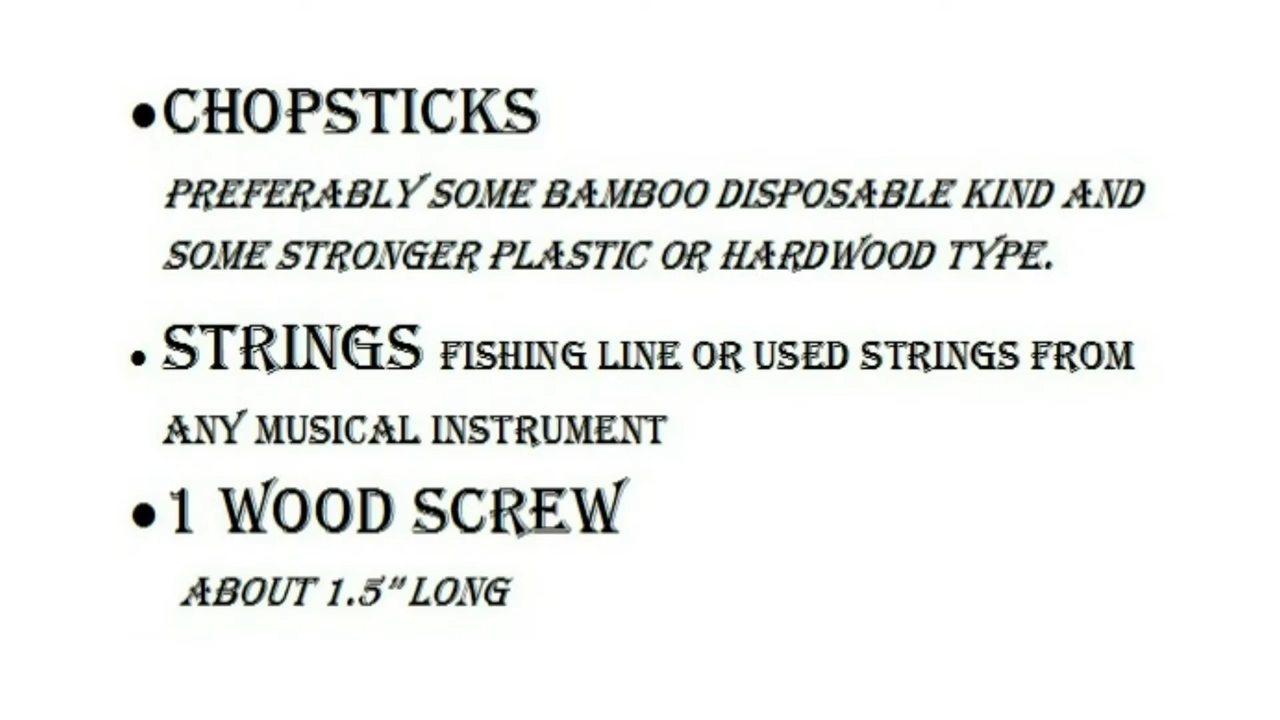 •CHOPSTICKS
PREFERABLY SOME BAMBOO DISPOSABLE KIND AND
SOME STRONGER PLASTIC OR HARDWOOD TYPE.
• STRINGS FISHING LINE OR USED STRINGS FROM
ANY MUSICAL INSTRUMENT
•1 WOOD SCREW
ABOUT 1.5" LONG